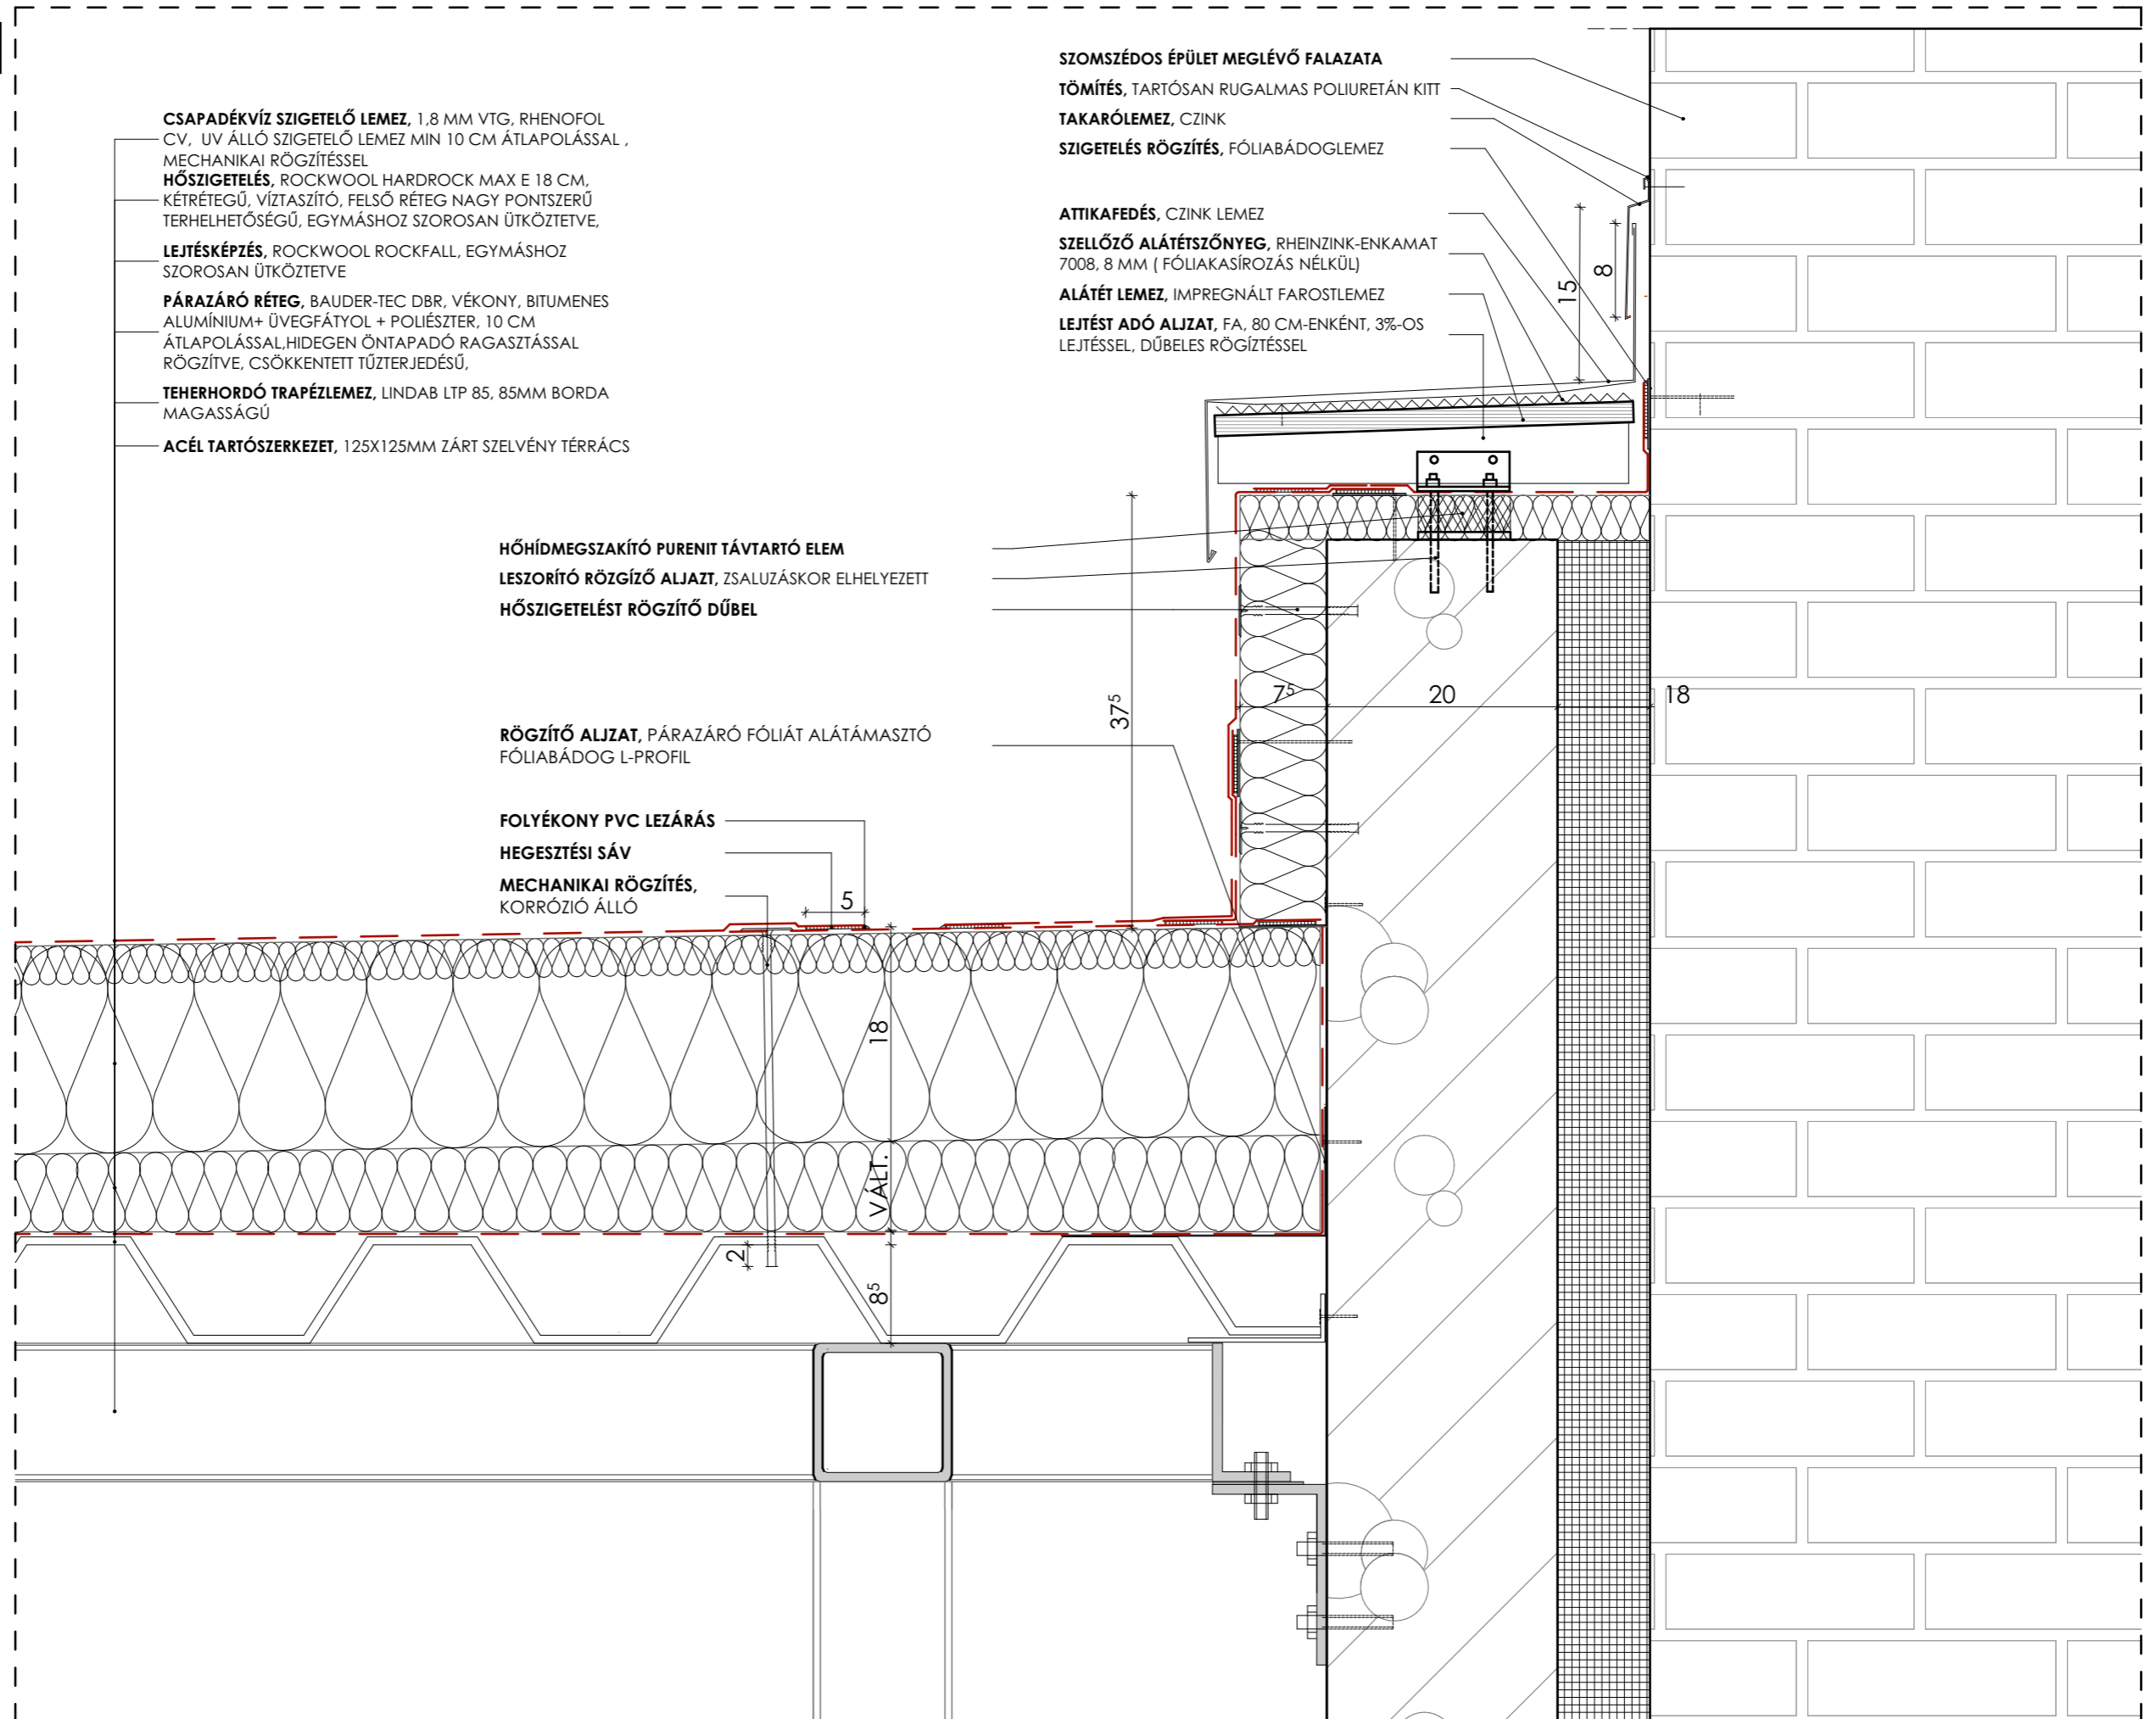 CSAPADÉKVÍZ SZIGETELŐ LEMEZ, 1,8 MM VTG, RHENOFOL
CV, UV ÁLLÓ SZIGETELŐ LEMEZ MIN 10 CM ÁTLAPOLÁSSAL ,
MECHANIKAI RÖGZÍTÉSSEL
HŐSZIGETELÉS, ROCKWOOL HARDROCK MAX E 18 CM,
KÉTRÉTEGŰ, VÍZTASZÍTÓ, FELSŐ RÉTEG NAGY PONTSZERŰ
TERHELHETŐSÉGŰ, EGYMÁSHOZ SZOROSAN ÜTKÖZTETVE,
LEJTÉSKÉPZÉS, ROCKWOOL ROCKFALL, EGYMÁSHOZ
SZOROSAN ÜTKÖZTETVE
PÁRAZÁRÓ RÉTEG, BAUDER-TEC DBR, VÉKONY, BITUMENES
ALUMÍNIUM+ ÜVEGFÁTYOL + POLIÉSZTER, 10 CM
ÁTLAPOLÁSSAL,HIDEGEN ÖNTAPADÓ RAGASZTÁSSAL
RÖGZÍTVE, CSÖKKENTETT TŰZTERJEDÉSŰ,
TEHERHORDÓ TRAPÉZLEMEZ, LINDAB LTP 85, 85MM BORDA
MAGASSÁGÚ
ACÉL TARTÓSZERKEZET, 125X125MM ZÁRT SZELVÉNY TÉRRÁCS
SZOMSZÉDOS ÉPÜLET MEGLÉVŐ FALAZATA
TÖMÍTÉS, TARTÓSAN RUGALMAS POLIURETÁN KITT
TAKARÓLEMEZ, CZINK
SZIGETELÉS RÖGZÍTÉS, FÓLIABÁDOGLEMEZ
ATTIKAFEDÉS, CZINK LEMEZ
SZELLŐZŐ ALÁTÉTSZŐNYEG, RHEINZINK-ENKAMAT
7008, 8 MM ( FÓLIAKASÍROZÁS NÉLKÜL)
ALÁTÉT LEMEZ, IMPREGNÁLT FAROSTLEMEZ
LEJTÉST ADÓ ALJZAT, FA, 80 CM-ENKÉNT, 3%-OS
LEJTÉSSEL, DŰBELES RÖGÍZTÉSSEL
15
8
HŐHÍDMEGSZAKÍTÓ PURENIT TÁVTARTÓ ELEM
LESZORÍTÓ RÖZGÍZŐ ALJAZT, ZSALUZÁSKOR ELHELYEZETT
HŐSZIGETELÉST RÖGZÍTŐ DŰBEL
37⁵
7⁵
20
18
RÖGZÍTŐ ALJZAT, PÁRAZÁRÓ FÓLIÁT ALÁTÁMASZTÓ
FÓLIABÁDOG L-PROFIL
FOLYÉKONY PVC LEZÁRÁS
HEGESZTÉSI SÁV
MECHANIKAI RÖGZÍTÉS,
KORRÓZIÓ ÁLLÓ
5
18
VÁLT.
2
8⁵